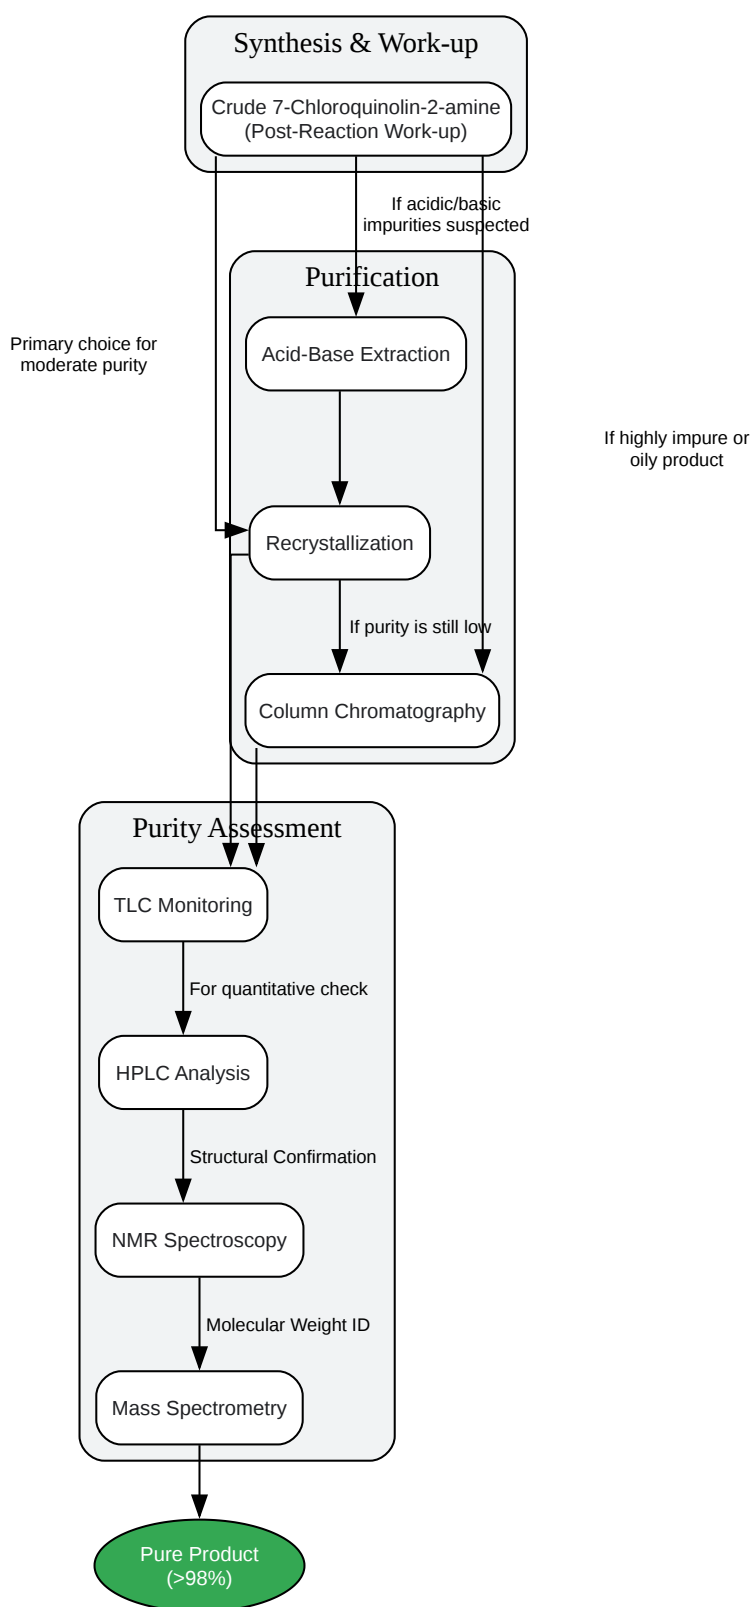 Synthesis & Work-up
Crude 7-Chloroquinolin-2-amine
(Post-Reaction Work-up)
If acidic/basic
impurities suspected
Purification
Primary choice for
moderate purity
Acid-Base Extraction
If highly impure or
oily product
Recrystallization
If purity is still low
Column Chromatography
Purity Assessment
TLC Monitoring
For quantitative check
HPLC Analysis
Structural Confirmation
NMR Spectroscopy
Molecular Weight ID
Mass Spectrometry
Pure Product
(>98%)